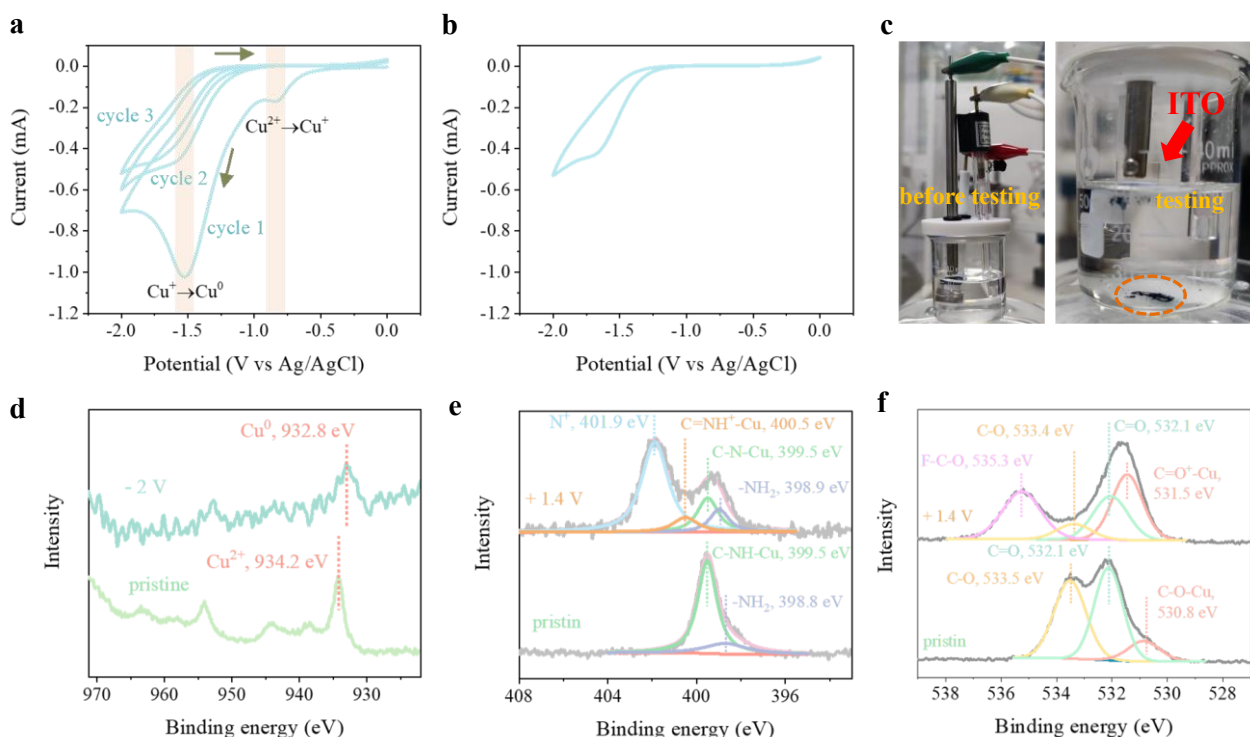 a
0.0
-0.2
-0.4
-0.6
-0.8
-1.0
-1.2
Current (mA)
cycle 3
cycle 2
cycle 1
Cu²⁺→Cu⁺
Cu⁺→Cu⁰
-2.0 -1.5 -1.0 -0.5 0.0
Potential (V vs Ag/AgCl)
b
0.0
-0.2
-0.4
-0.6
-0.8
-1.0
-1.2
Current (mA)
-2.0 -1.5 -1.0 -0.5 0.0
Potential (V vs Ag/AgCl)
c
before testing
ITO
testing
d
Cu⁰, 932.8 eV
- 2 V
Cu²⁺, 934.2 eV
pristine
Intensity
970 960 950 940 930
Binding energy (eV)
e
N⁺, 401.9 eV
C=NH⁺-Cu, 400.5 eV
C-N-Cu, 399.5 eV
-NH₂, 398.9 eV
+ 1.4 V
C-NH-Cu, 399.5 eV
-NH₂, 398.8 eV
pristin
Intensity
408 404 400 396
Binding energy (eV)
f
C-O, 533.4 eV
C=O, 532.1 eV
F-C-O, 535.3 eV
C=O⁺-Cu,
531.5 eV
+ 1.4 V
C=O, 532.1 eV
C-O, 533.5 eV
C-O-Cu,
530.8 eV
pristin
Intensity
538 536 534 532 530 528
Binding energy (eV)